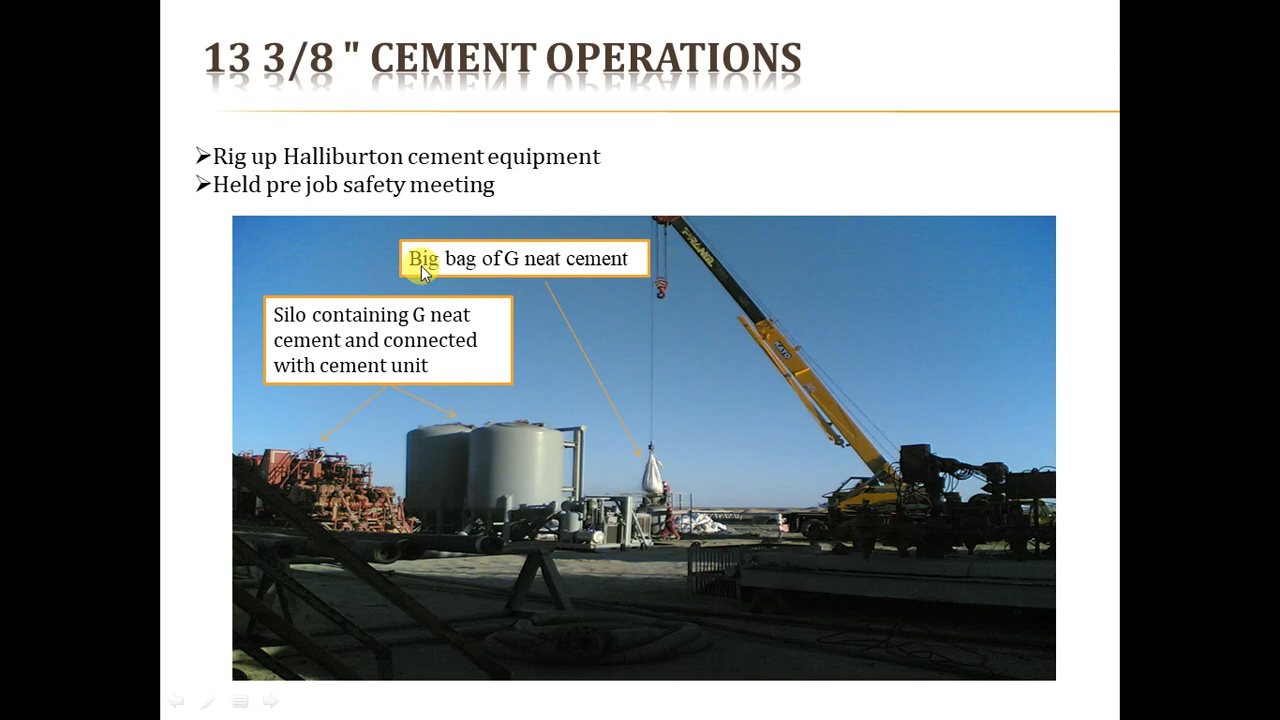 13 3/8 " CEMENT OPERATIONS
➢Rig up Halliburton cement equipment
➢Held pre job safety meeting
Big bag of G neat cement
Silo containing G neat
cement and connected
with cement unit
KATO